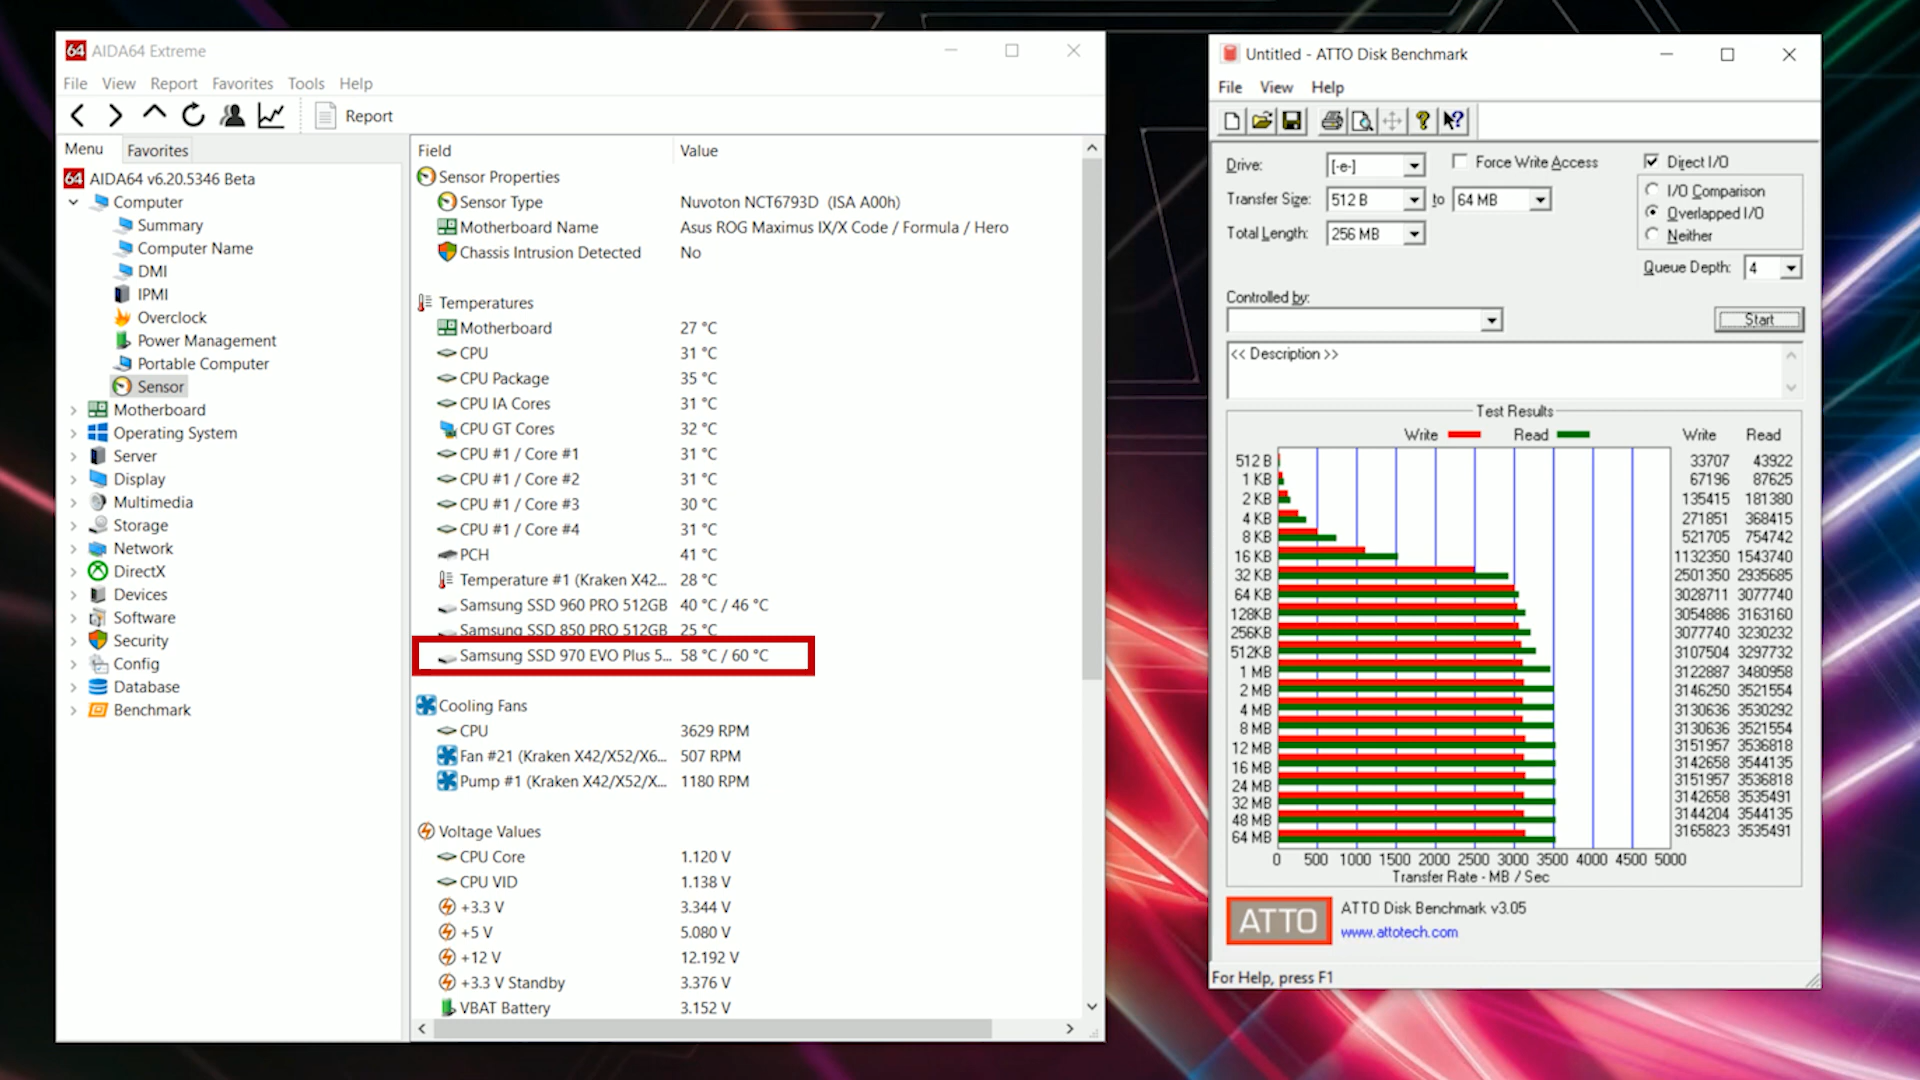 64 AIDA64 Extreme
File View Report Favorites Tools Help
Report
Menu Favorites
64 AIDA64 v6.20.5346 Beta
Computer
Summary
Computer Name
DMI
IPMI
Overclock
Power Management
Portable Computer
Sensor
Motherboard
Operating System
Server
Display
Multimedia
Storage
Network
DirectX
Devices
Software
Security
Config
Database
Benchmark
Field Value
Sensor Properties
Sensor Type Nuvoton NCT6793D (ISA A00h)
Motherboard Name Asus ROG Maximus IX/X Code / Formula / Hero
Chassis Intrusion Detected No
Temperatures
Motherboard 27 °C
CPU 31 °C
CPU Package 35 °C
CPU IA Cores 31 °C
CPU GT Cores 32 °C
CPU #1 / Core #1 31 °C
CPU #1 / Core #2 31 °C
CPU #1 / Core #3 30 °C
CPU #1 / Core #4 31 °C
PCH 41 °C
Temperature #1 (Kraken X42... 28 °C
Samsung SSD 960 PRO 512GB 40 °C / 46 °C
Samsung SSD 850 PRO 512GB 25 °C
Samsung SSD 970 EVO Plus 5... 58 °C / 60 °C
Cooling Fans
CPU 3629 RPM
Fan #21 (Kraken X42/X52/X6... 507 RPM
Pump #1 (Kraken X42/X52/X... 1180 RPM
Voltage Values
CPU Core 1.120 V
CPU VID 1.138 V
+3.3 V 3.344 V
+5 V 5.080 V
+12 V 12.192 V
+3.3 V Standby 3.376 V
VBAT Battery 3.152 V
Untitled - ATTO Disk Benchmark
File View Help
Drive: [-e-] Force Write Access Direct I/O
Transfer Size: 512 B to 64 MB I/O Comparison
Overlapped I/O
Total Length: 256 MB Neither
Queue Depth: 4
Controlled by:
Start
<< Description >>
Test Results
Write Read Write Read
512 B 33707 43922
1 KB 67196 87625
2 KB 135415 181380
4 KB 271851 368415
8 KB 521705 754742
16 KB 1132350 1543740
32 KB 2501350 2935685
64 KB 3028711 3077740
128KB 3054886 3163160
256KB 3077740 3230232
512KB 3107504 3297732
1 MB 3122887 3480958
2 MB 3146250 3521554
4 MB 3130636 3530292
8 MB 3130636 3521554
12 MB 3151957 3536818
16 MB 3142658 3544135
24 MB 3151957 3536818
32 MB 3142658 3535491
48 MB 3144204 3544135
64 MB 3165823 3535491
0 500 1000 1500 2000 2500 3000 3500 4000 4500 5000
Transfer Rate - MB / Sec
ATTO ATTO Disk Benchmark v3.05
www.attotech.com
For Help, press F1